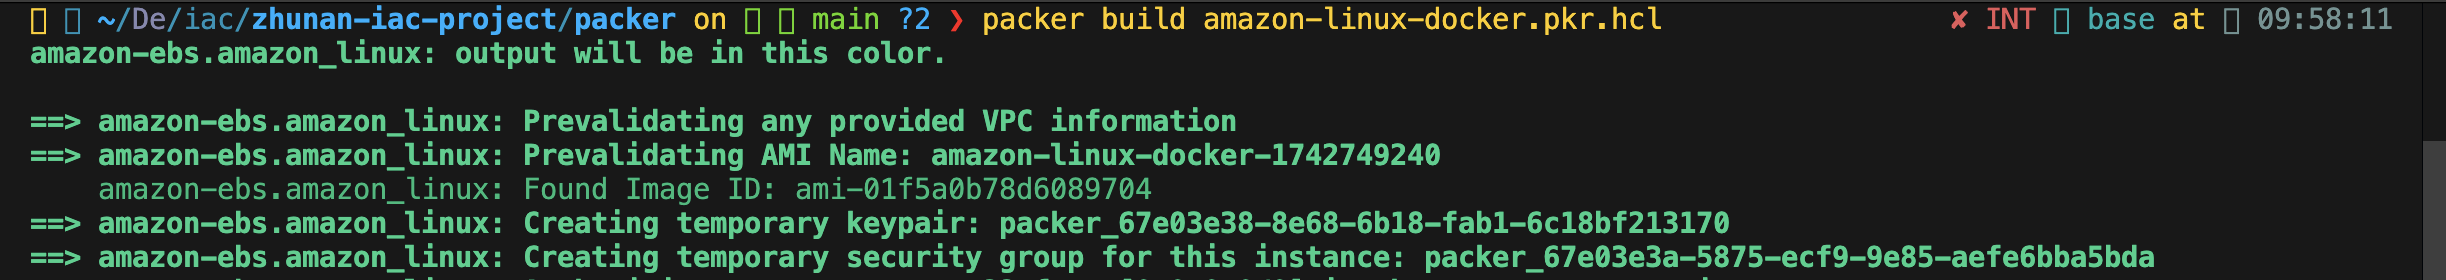 ~/De/iac/zhunan-iac-project/packer on main ?2 ❯ packer build amazon-linux-docker.pkr.hcl ✘ INT base at 09:58:11
amazon-ebs.amazon_linux: output will be in this color.
==> amazon-ebs.amazon_linux: Prevalidating any provided VPC information
==> amazon-ebs.amazon_linux: Prevalidating AMI Name: amazon-linux-docker-1742749240
amazon-ebs.amazon_linux: Found Image ID: ami-01f5a0b78d6089704
==> amazon-ebs.amazon_linux: Creating temporary keypair: packer_67e03e38-8e68-6b18-fab1-6c18bf213170
==> amazon-ebs.amazon_linux: Creating temporary security group for this instance: packer_67e03e3a-5875-ecf9-9e85-aefe6bba5bda